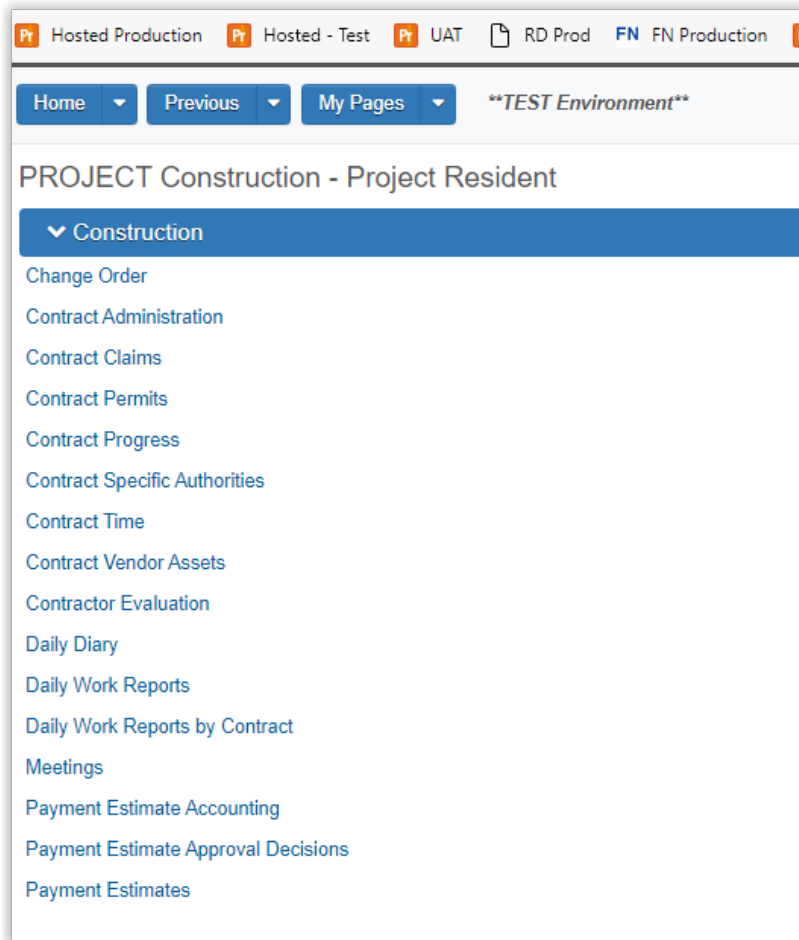 Pr Hosted Production Pr Hosted - Test Pr UAT RD Prod FN FN Production
Home Previous My Pages **TEST Environment**
PROJECT Construction - Project Resident
Construction
Change Order
Contract Administration
Contract Claims
Contract Permits
Contract Progress
Contract Specific Authorities
Contract Time
Contract Vendor Assets
Contractor Evaluation
Daily Diary
Daily Work Reports
Daily Work Reports by Contract
Meetings
Payment Estimate Accounting
Payment Estimate Approval Decisions
Payment Estimates